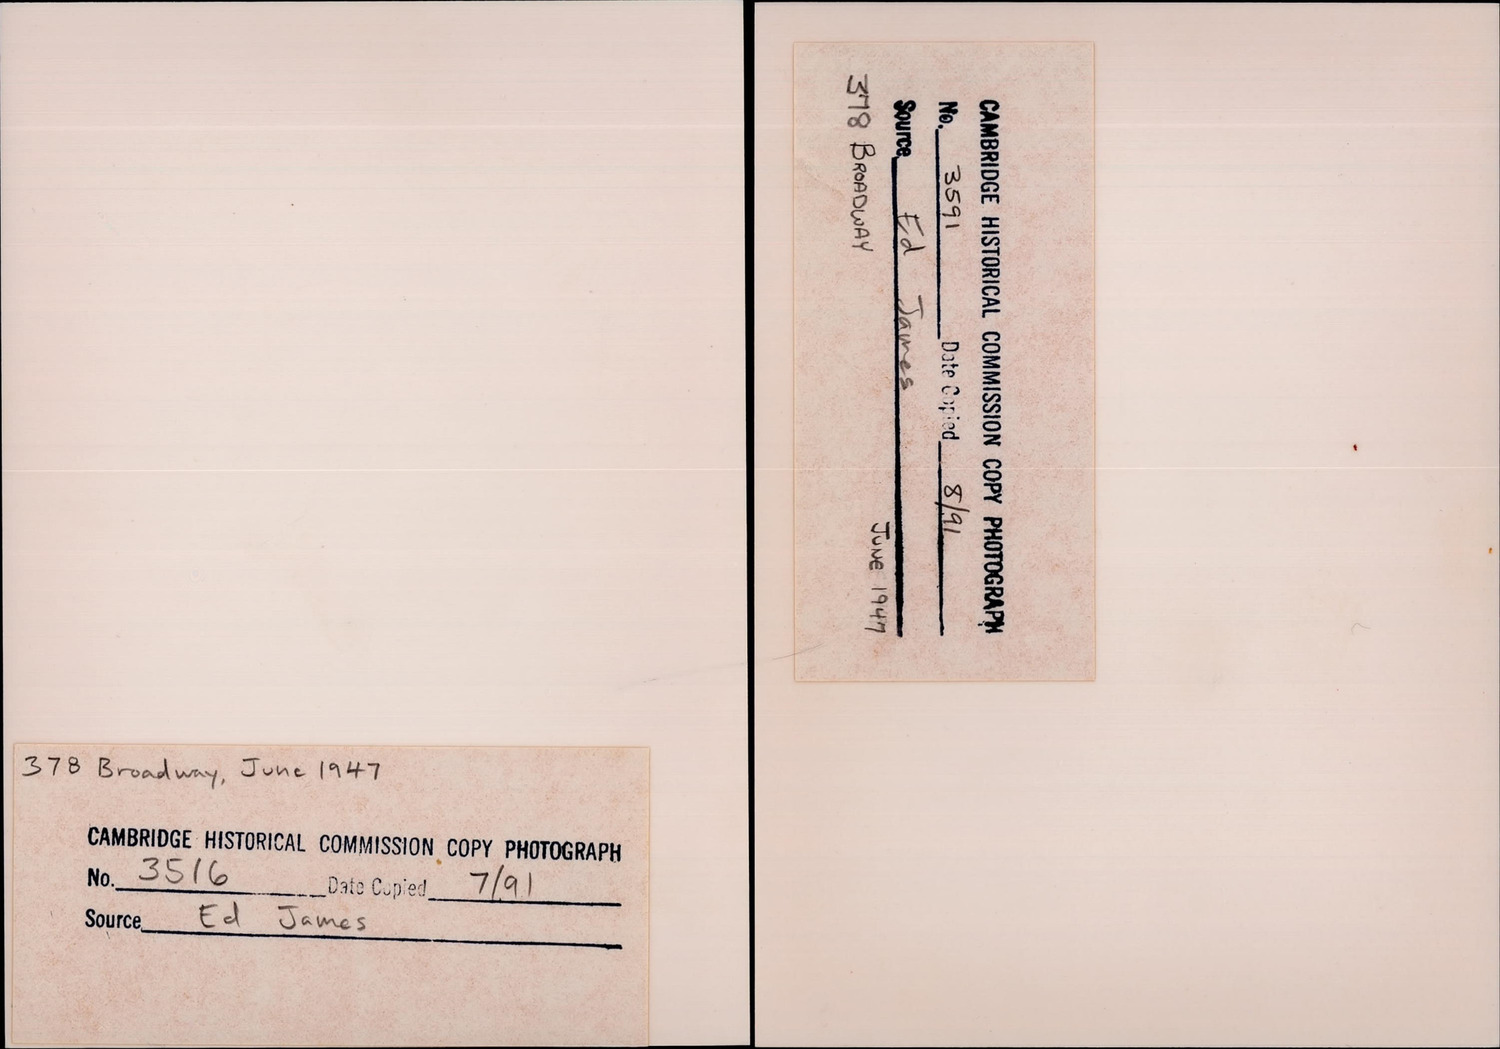 378 Broadway, June 1947
CAMBRIDGE HISTORICAL COMMISSION COPY PHOTOGRAPH
No. 3516 Date Copied 7/91
Source Ed James
CAMBRIDGE HISTORICAL COMMISSION COPY PHOTOGRAPH
No. 3591 Date Copied 8/91
Source Ed James
378 BROADWAY JUNE 1947